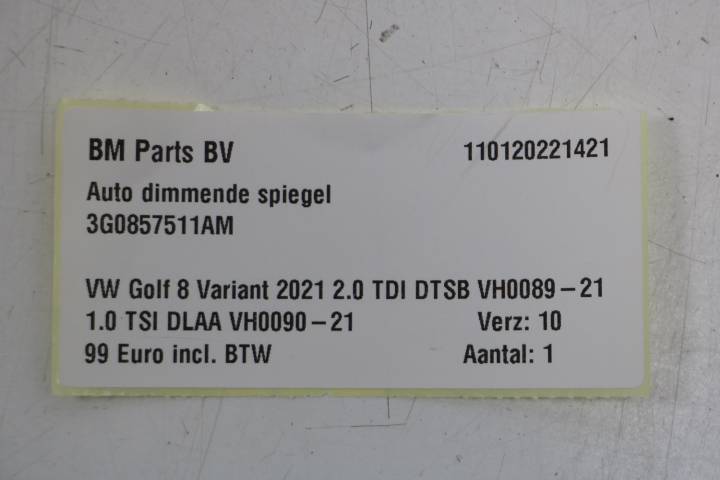 BM Parts BV 110120221421
Auto dimmende spiegel
3G0857511AM
VW Golf 8 Variant 2021 2.0 TDI DTSB VH0089-21
1.0 TSI DLAA VH0090-21 Verz: 10
99 Euro incl. BTW Aantal: 1